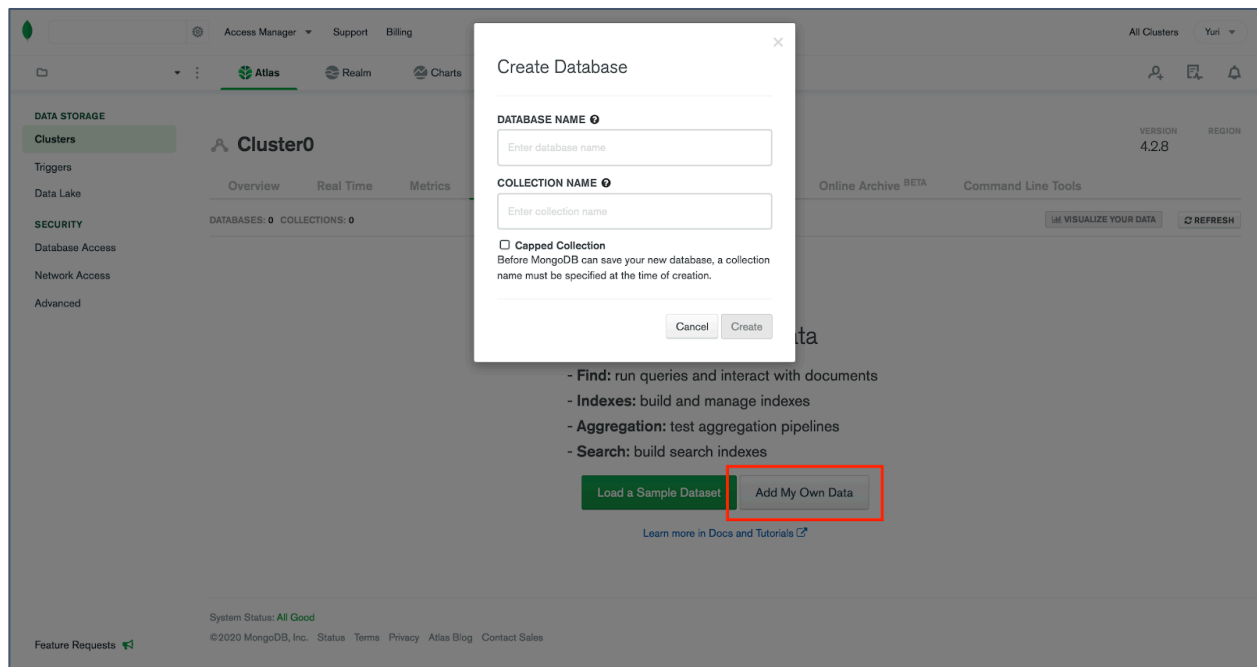 Access Manager Support Billing All Clusters Yuri
Atlas Realm Charts
DATA STORAGE
Clusters
Triggers
Data Lake
SECURITY
Database Access
Network Access
Advanced
Feature Requests
Cluster0
VERSION REGION
4.2.8
Overview Real Time Metrics Online Archive BETA Command Line Tools
DATABASES: 0 COLLECTIONS: 0 VISUALIZE YOUR DATA REFRESH
Create Database
DATABASE NAME
Enter database name
COLLECTION NAME
Enter collection name
Capped Collection
Before MongoDB can save your new database, a collection
name must be specified at the time of creation.
Cancel Create
- Find: run queries and interact with documents
- Indexes: build and manage indexes
- Aggregation: test aggregation pipelines
- Search: build search indexes
Load a Sample Dataset Add My Own Data
Learn more in Docs and Tutorials
System Status: All Good
©2020 MongoDB, Inc. Status Terms Privacy Atlas Blog Contact Sales